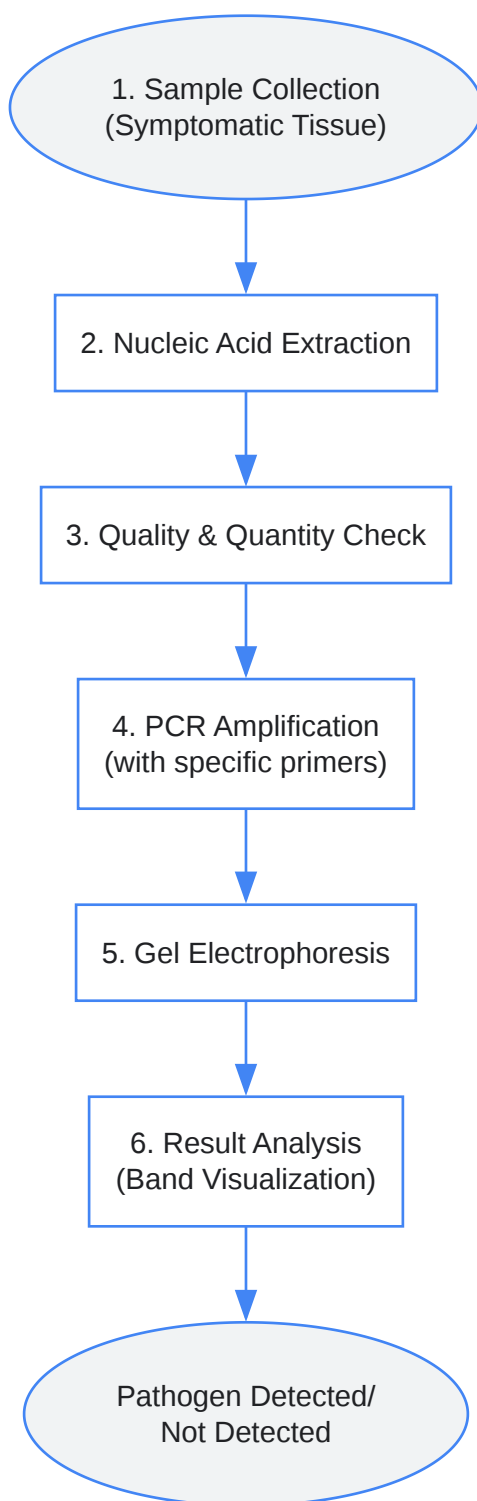 1. Sample Collection
(Symptomatic Tissue)
2. Nucleic Acid Extraction
3. Quality & Quantity Check
4. PCR Amplification
(with specific primers)
5. Gel Electrophoresis
6. Result Analysis
(Band Visualization)
Pathogen Detected/
Not Detected